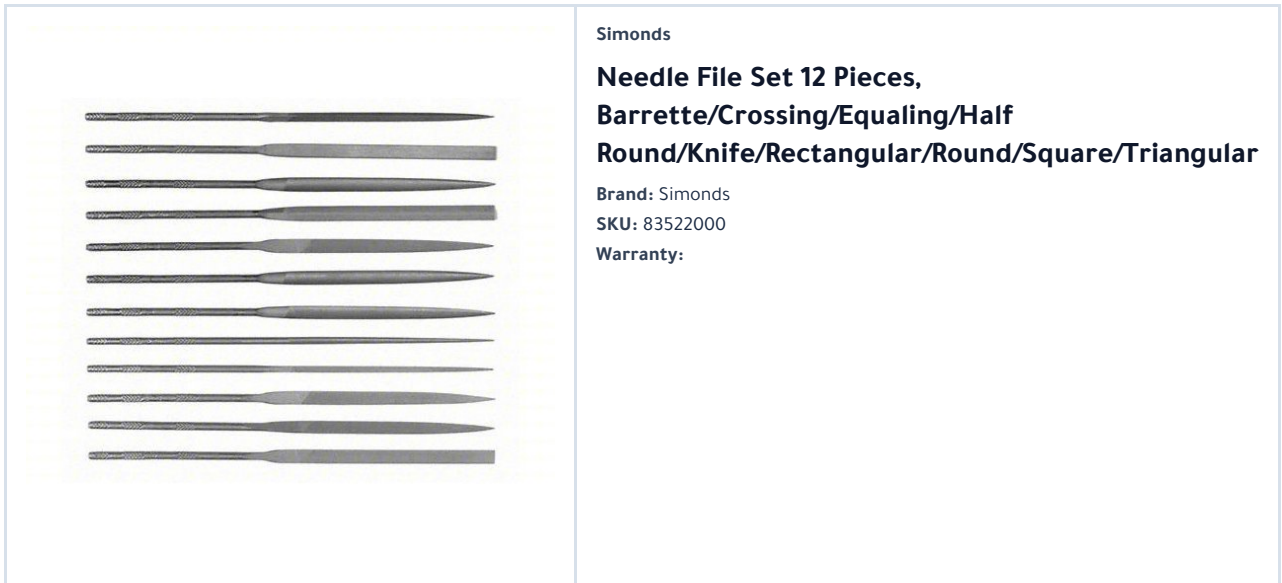 Simonds
Needle File Set 12 Pieces,
Barrette/Crossing/Equaling/Half
Round/Knife/Rectangular/Round/Square/Triangular
Brand: Simonds
SKU: 83522000
Warranty: